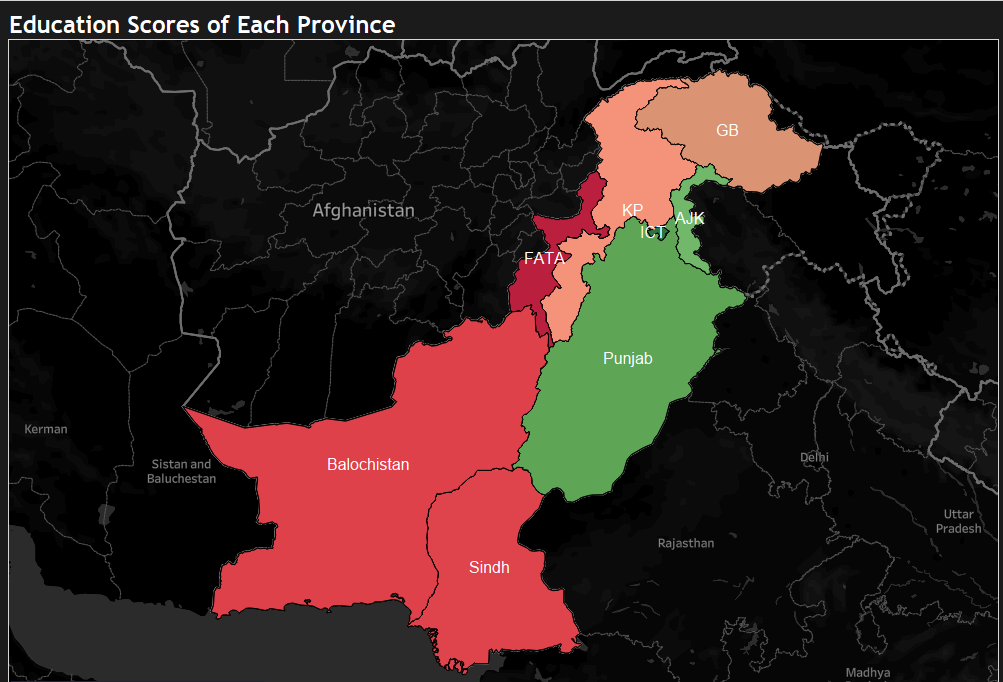 Education Scores of Each Province
GB
Afghanistan
KP
AJK
ICT
FATA
Punjab
Kerman
Balochistan
Sistan and
Baluchestan
Delhi
Uttar
Pradesh
Rajasthan
Sindh
Madhya